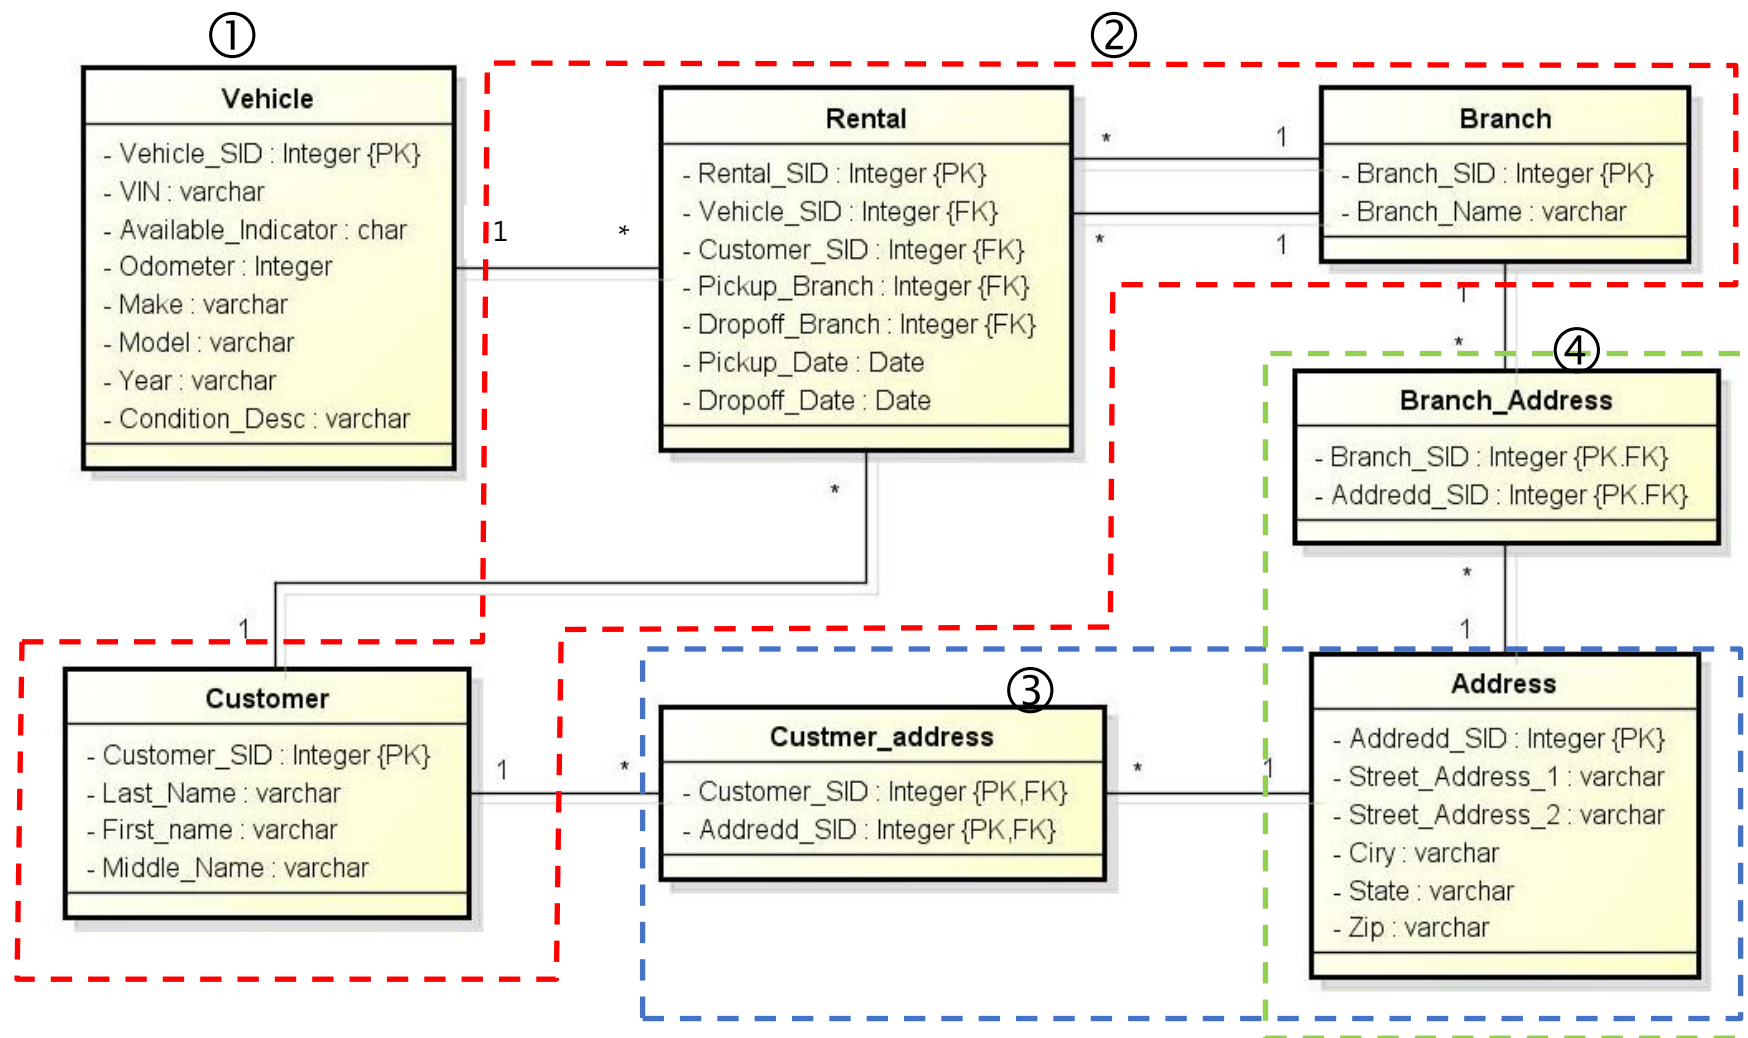 ①
②
Vehicle
- Vehicle_SID : Integer {PK}
- VIN : varchar
- Available_Indicator : char
- Odometer : Integer
- Make : varchar
- Model : varchar
- Year : varchar
- Condition_Desc : varchar
1
*
Rental
- Rental_SID : Integer {PK}
- Vehicle_SID : Integer {FK}
- Customer_SID : Integer {FK}
- Pickup_Branch : Integer {FK}
- Dropoff_Branch : Integer {FK}
- Pickup_Date : Date
- Dropoff_Date : Date
*
1
*
1
Branch
- Branch_SID : Integer {PK}
- Branch_Name : varchar
1
*
④
Branch_Address
- Branch_SID : Integer {PK.FK}
- Addredd_SID : Integer {PK.FK}
*
1
*
1
Customer
- Customer_SID : Integer {PK}
- Last_Name : varchar
- First_name : varchar
- Middle_Name : varchar
1
*
③
Custmer_address
- Customer_SID : Integer {PK,FK}
- Addredd_SID : Integer {PK,FK}
*
1
Address
- Addredd_SID : Integer {PK}
- Street_Address_1 : varchar
- Street_Address_2 : varchar
- Ciry : varchar
- State : varchar
- Zip : varchar